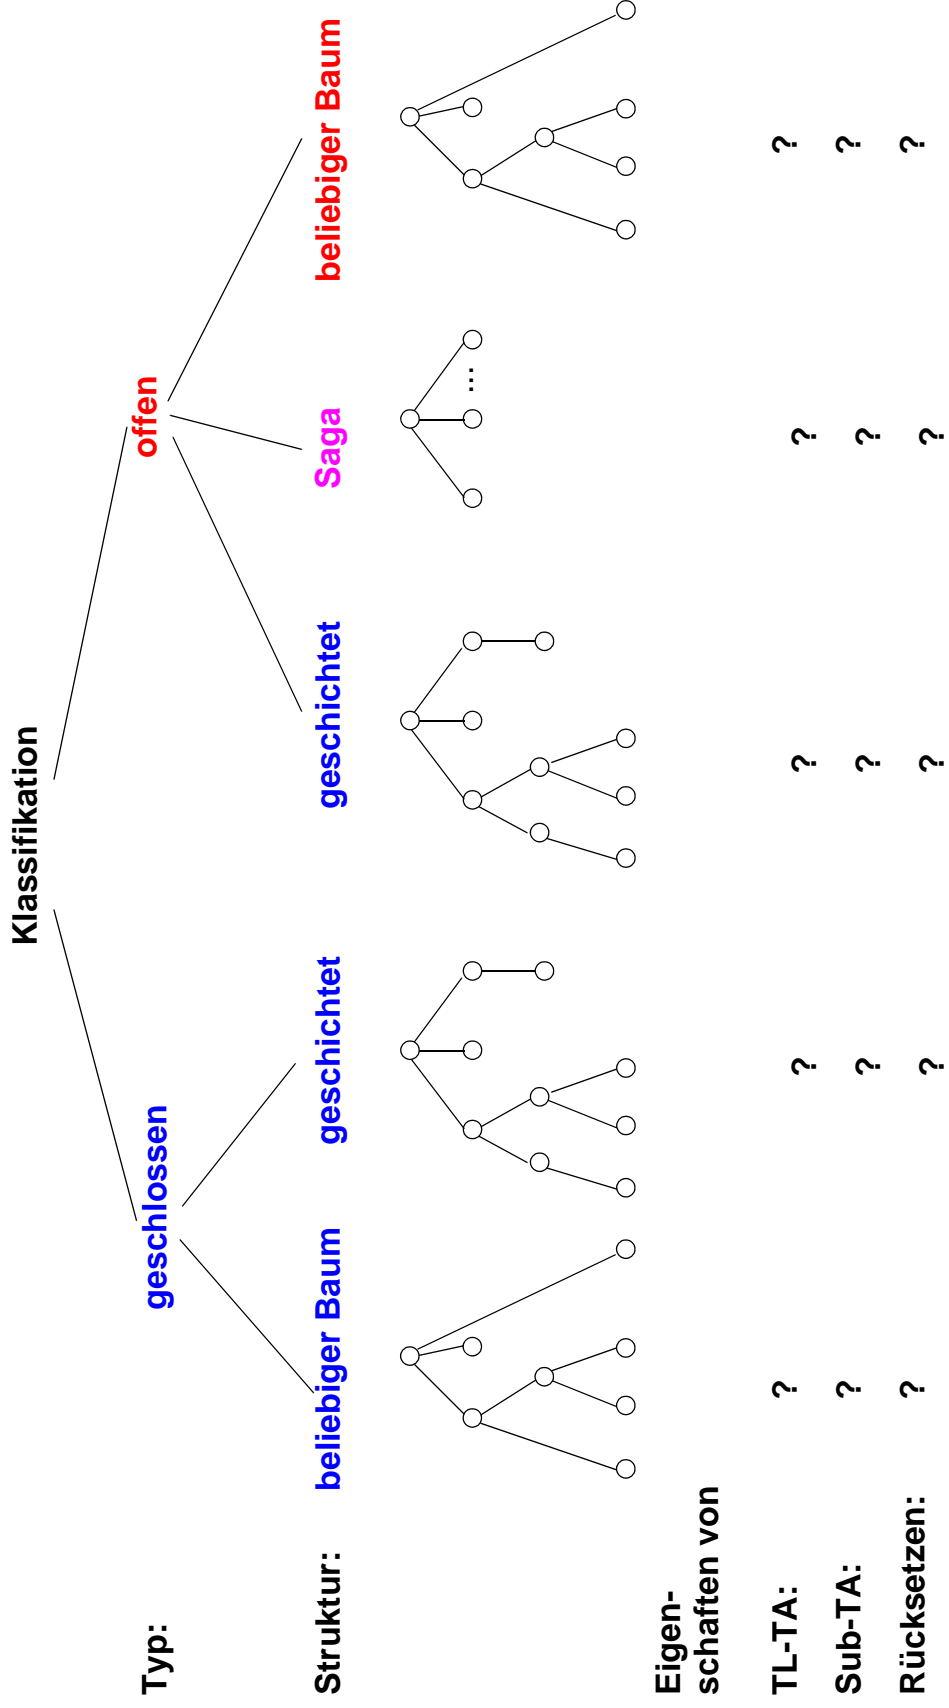 Klassifikation
Typ: geschlossen offen
Struktur: beliebiger Baum geschichtet geschichtet Saga beliebiger Baum
...
Eigen-
schaften von
TL-TA: ? ? ? ? ?
Sub-TA: ? ? ? ? ?
Rücksetzen: ? ? ? ? ?